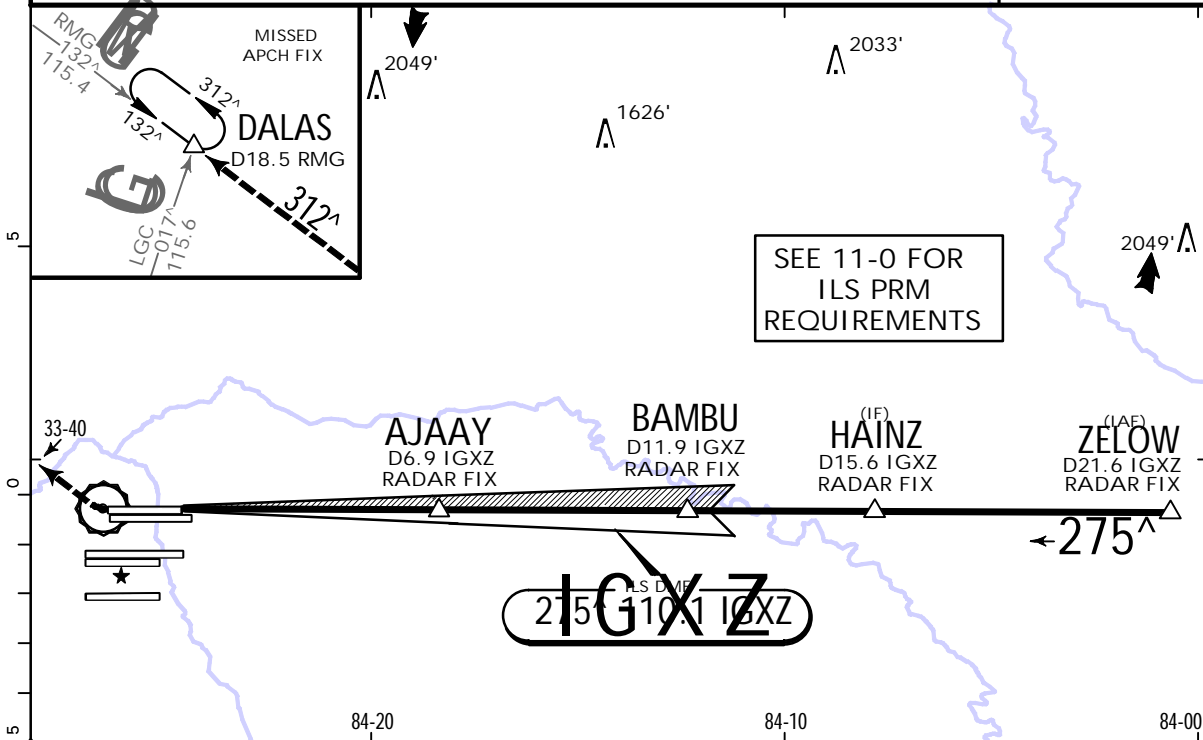 RMG
132^
115.4
MISSED
APCH FIX
312^
132^
DALAS
D18.5 RMG
312^
LGC
017^
115.6
2049'
2033'
1626'
2049'
5
SEE 11-0 FOR
ILS PRM
REQUIREMENTS
33-40
AJAAY
D6.9 IGXZ
RADAR FIX
BAMBU
D11.9 IGXZ
RADAR FIX
(IF)
HAINZ
D15.6 IGXZ
RADAR FIX
(IAF)
ZELOW
D21.6 IGXZ
RADAR FIX
0
275^
ILS DME
275^ 110.1 IGXZ
IGXZ
5
84-20
84-10
84-00